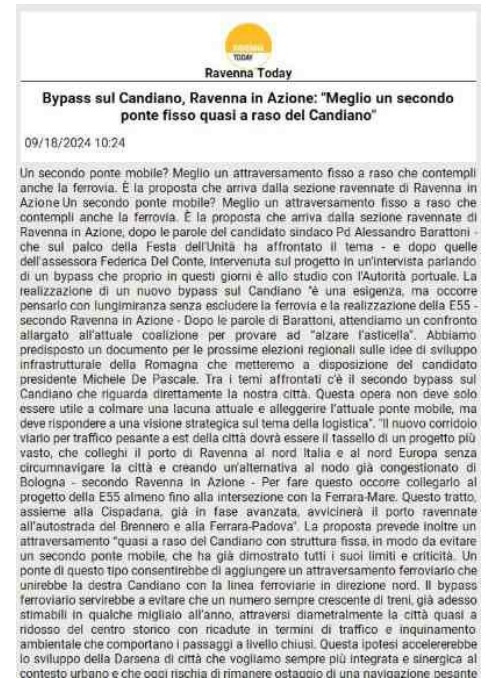 RAVENNA
TODAY
Ravenna Today
Bypass sul Candiano, Ravenna in Azione: "Meglio un secondo
ponte fisso quasi a raso del Candiano"
09/18/2024 10:24
Un secondo ponte mobile? Meglio un attraversamento fisso a raso che contempli
anche la ferrovia. È la proposta che arriva dalla sezione ravennate di Ravenna in
Azione Un secondo ponte mobile? Meglio un attraversamento fisso a raso che
contempli anche la ferrovia. È la proposta che arriva dalla sezione ravennate di
Ravenna in Azione, dopo le parole del candidato sindaco Pd Alessandro Barattoni -
che sul palco della Festa dell'Unità ha affrontato il tema - e dopo quelle
dell'assessora Federica Del Conte, intervenuta sul progetto in un'intervista parlando
di un bypass che proprio in questi giorni è allo studio con l'Autorità portuale. La
realizzazione di un nuovo bypass sul Candiano "è una esigenza, ma occorre
pensarlo con lungimiranza senza escludere la ferrovia e la realizzazione della E55 -
secondo Ravenna in Azione - Dopo le parole di Barattoni, attendiamo un confronto
allargato all'attuale coalizione per provare ad "alzare l'asticella". Abbiamo
predisposto un documento per le prossime elezioni regionali sulle idee di sviluppo
infrastrutturale della Romagna che metteremo a disposizione del candidato
presidente Michele De Pascale. Tra i temi affrontati c'è il secondo bypass sul
Candiano che riguarda direttamente la nostra città. Questa opera non deve solo
essere utile a colmare una lacuna attuale e alleggerire l'attuale ponte mobile, ma
deve rispondere a una visione strategica sul tema della logistica". "Il nuovo corridoio
viario per traffico pesante a est della città dovrà essere il tassello di un progetto più
vasto, che colleghi il porto di Ravenna al nord Italia e al nord Europa senza
circumnavigare la città e creando un'alternativa al nodo già congestionato di
Bologna - secondo Ravenna in Azione - Per fare questo occorre collegarlo al
progetto della E55 almeno fino alla intersezione con la Ferrara-Mare. Questo tratto,
assieme alla Cispadana, già in fase avanzata, avvicinerà il porto ravennate
all'autostrada del Brennero e alla Ferrara-Padova". La proposta prevede inoltre un
attraversamento "quasi a raso del Candiano con struttura fissa, in modo da evitare
un secondo ponte mobile, che ha già dimostrato tutti i suoi limiti e criticità. Un
ponte di questo tipo consentirebbe di aggiungere un attraversamento ferroviario che
unirebbe la destra Candiano con la linea ferroviarie in direzione nord. Il bypass
ferroviario servirebbe a evitare che un numero sempre crescente di treni, già adesso
stimabili in qualche migliaio all'anno, attraversi diametralmente la città quasi a
ridosso del centro storico con ricadute in termini di traffico e inquinamento
ambientale che comportano i passaggi a livello chiusi. Questa ipotesi accelererebbe
lo sviluppo della Darsena di città che vogliamo sempre più integrata e sinergica al
contesto urbano e che oggi rischia di rimanere ostaggio di una navigazione pesante